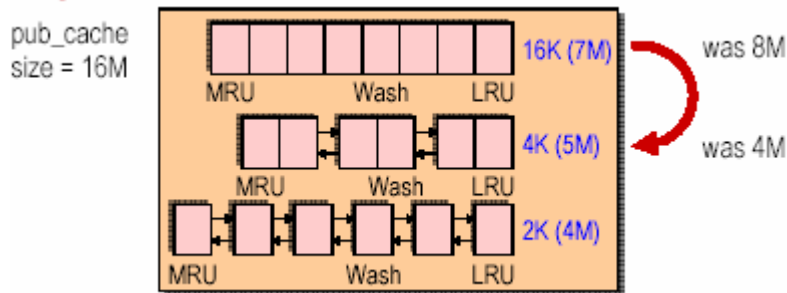 pub_cache
size = 16M
16K (7M)
was 8M
MRU Wash LRU
4K (5M)
was 4M
MRU Wash LRU
2K (4M)
MRU Wash LRU